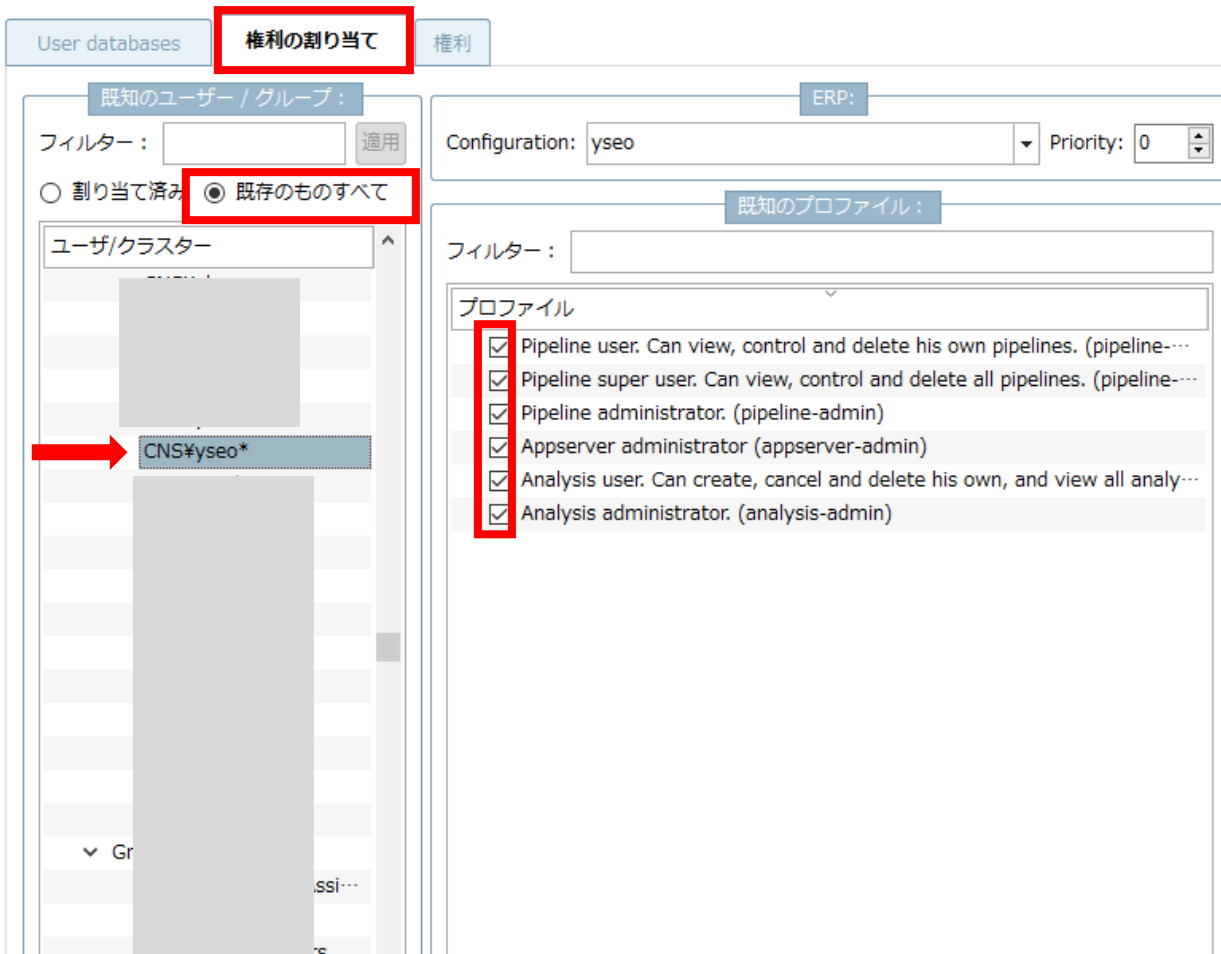 User databases 権利の割り当て 権利
既知のユーザー / グループ：
フィルター： 適用
割り当て済み 既存のものすべて
ユーザ/クラスター
CNS¥yseo*
Gr
ssi…
ERP:
Configuration: yseo Priority: 0
既知のプロファイル：
フィルター：
プロファイル
Pipeline user. Can view, control and delete his own pipelines. (pipeline-…
Pipeline super user. Can view, control and delete all pipelines. (pipeline-…
Pipeline administrator. (pipeline-admin)
Appserver administrator (appserver-admin)
Analysis user. Can create, cancel and delete his own, and view all analy…
Analysis administrator. (analysis-admin)